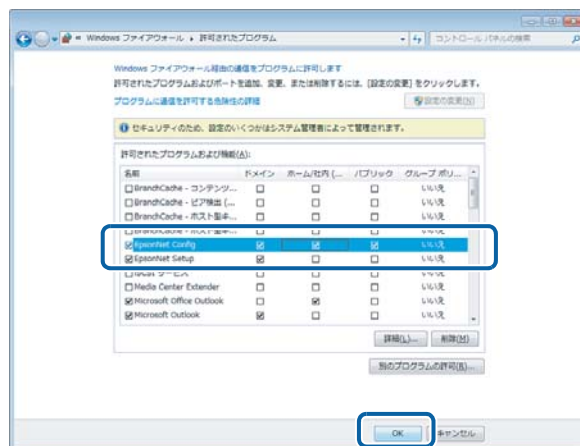 Windows ファイアウォール ▸ 許可されたプログラム
コントロール パネルの検索
Windows ファイアウォール経由の通信をプログラムに許可します
許可されたプログラムおよびポートを追加、変更、または削除するには、[設定の変更] をクリックします。
プログラムに通信を許可する危険性の詳細
設定の変更(N)
セキュリティのため、設定のいくつかはシステム管理者によって管理されます。
許可されたプログラムおよび機能(A):
名前 ドメイン ホーム/社内 (... パブリック グループ ポリ...
BranchCache - コンテンツ... いいえ
BranchCache - ピア検出 (... いいえ
BranchCache - ホスト型キ... いいえ
BranchCache - ホスト型キ... いいえ
EpsonNet Config いいえ
EpsonNet Setup いいえ
iSCSI サービス いいえ
Media Center Extender いいえ
Microsoft Office Outlook いいえ
Microsoft Outlook いいえ
詳細(L)... 削除(M)
別のプログラムの許可(R)...
OK キャンセル